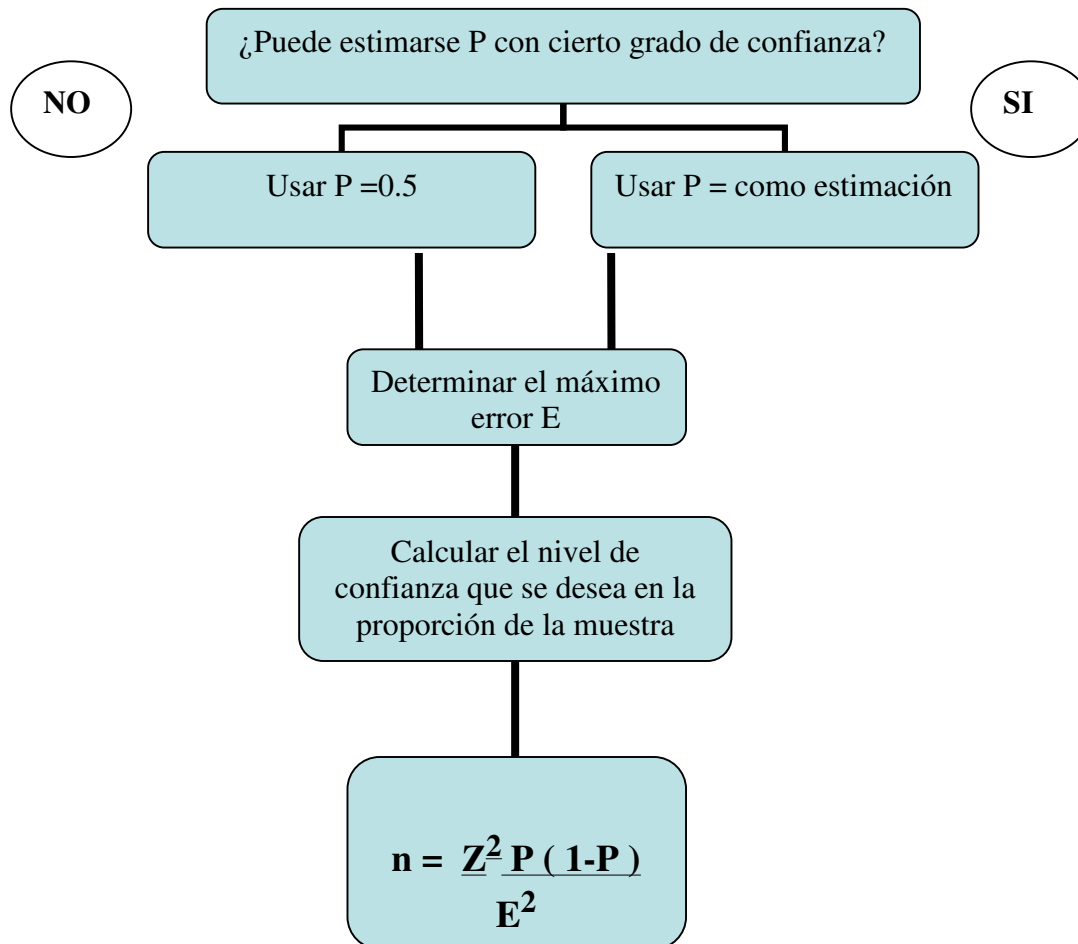 ¿Puede estimarse P con cierto grado de confianza?
NO
SI
Usar P =0.5
Usar P = como estimación
Determinar el máximo
error E
Calcular el nivel de
confianza que se desea en la
proporción de la muestra
n = Z² P ( 1-P )
E²